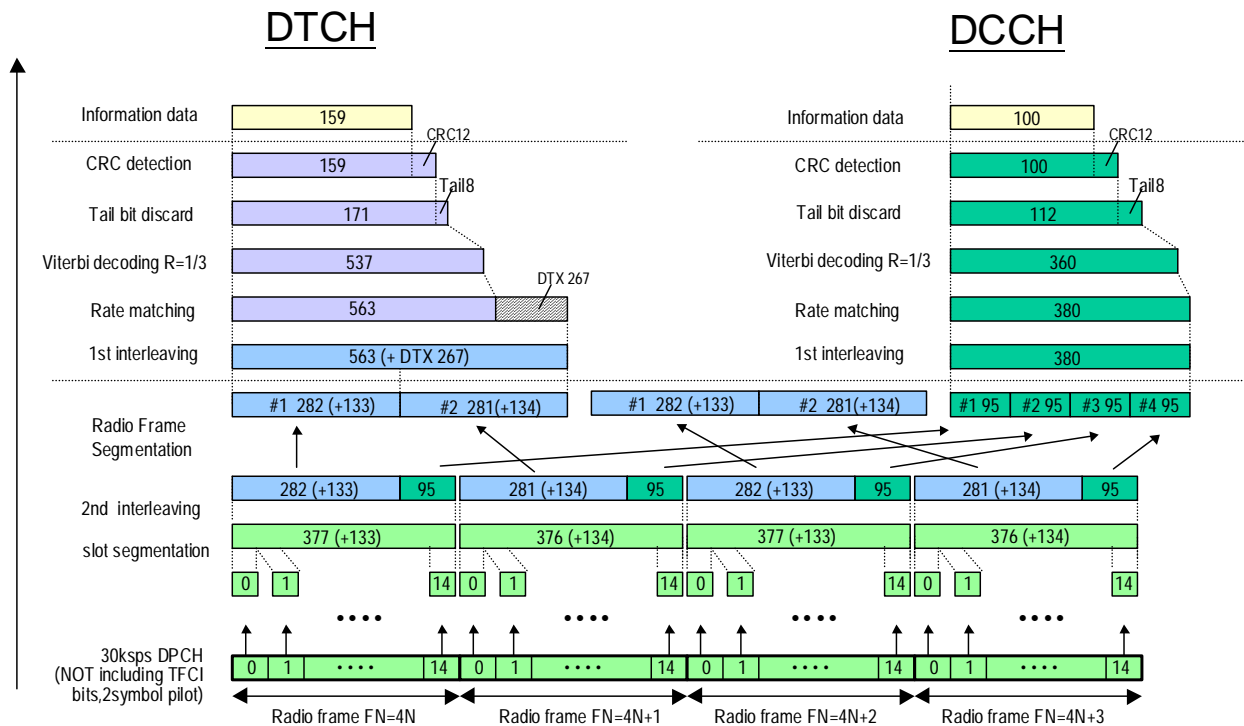 DTCH
DCCH
Information data
159
Information data
100
CRC12
CRC12
CRC detection
159
CRC detection
100
Tail8
Tail8
Tail bit discard
171
Tail bit discard
112
Viterbi decoding R=1/3
537
Viterbi decoding R=1/3
360
DTX 267
Rate matching
563
Rate matching
380
1st interleaving
563 (+ DTX 267)
1st interleaving
380
#1 282 (+133)
#2 281(+134)
#1 282 (+133)
#2 281(+134)
#1 95
#2 95
#3 95
#4 95
Radio Frame
Segmentation
282 (+133)
95
281 (+134)
95
282 (+133)
95
281 (+134)
95
2nd interleaving
377 (+133)
376 (+134)
377 (+133)
376 (+134)
slot segmentation
0
1
14
0
1
14
0
1
14
0
1
14
••••
••••
••••
••••
30ksps DPCH
(NOT including TFCI
bits,2symbol pilot)
0
1
••••
14
0
1
••••
14
0
1
••••
14
0
1
••••
14
Radio frame FN=4N
Radio frame FN=4N+1
Radio frame FN=4N+2
Radio frame FN=4N+3